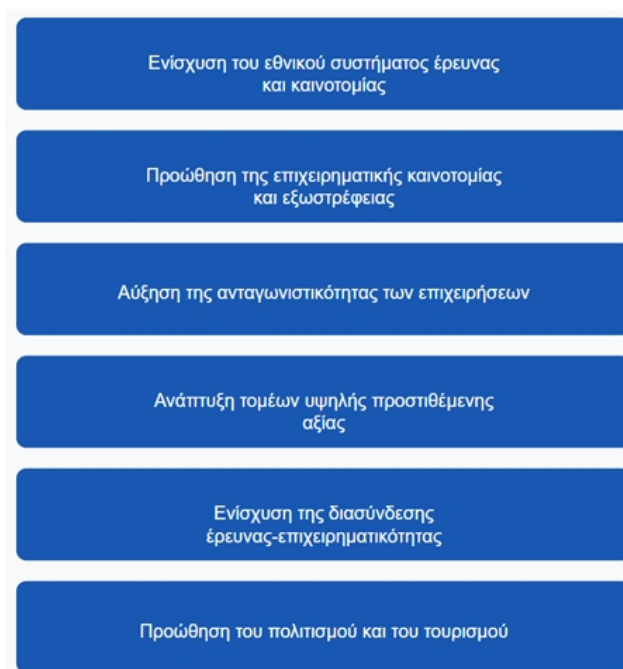 Ενίσχυση του εθνικού συστήματος έρευνας
και καινοτομίας
Προώθηση της επιχειρηματικής καινοτομίας
και εξωστρέφειας
Αύξηση της ανταγωνιστικότητας των επιχειρήσεων
Ανάπτυξη τομέων υψηλής προστιθέμενης
αξίας
Ενίσχυση της διασύνδεσης
έρευνας-επιχειρηματικότητας
Προώθηση του πολιτισμού και του τουρισμού